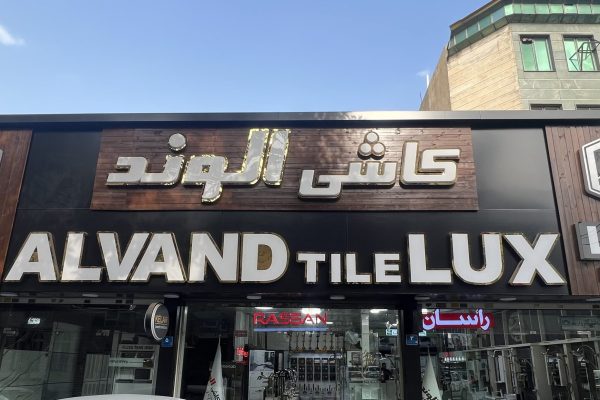 کاشی الوند
ALVAND TILE LUX
RASSAN راسان